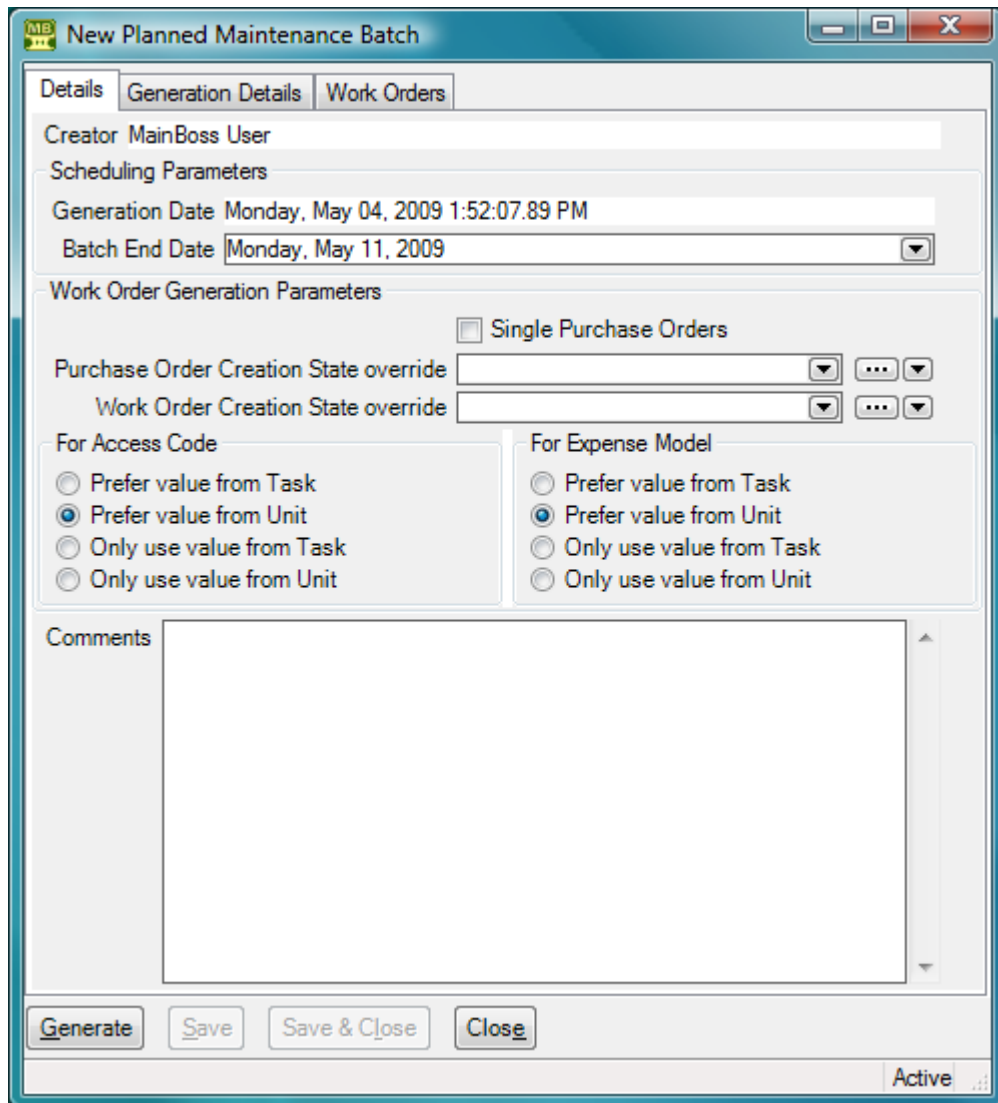 MB
New Planned Maintenance Batch
Details Generation Details Work Orders
Creator MainBoss User
Scheduling Parameters
Generation Date Monday, May 04, 2009 1:52:07.89 PM
Batch End Date Monday, May 11, 2009
Work Order Generation Parameters
Single Purchase Orders
Purchase Order Creation State override
Work Order Creation State override
For Access Code For Expense Model
Prefer value from Task Prefer value from Task
Prefer value from Unit Prefer value from Unit
Only use value from Task Only use value from Task
Only use value from Unit Only use value from Unit
Comments
Generate Save Save & Close Close
Active